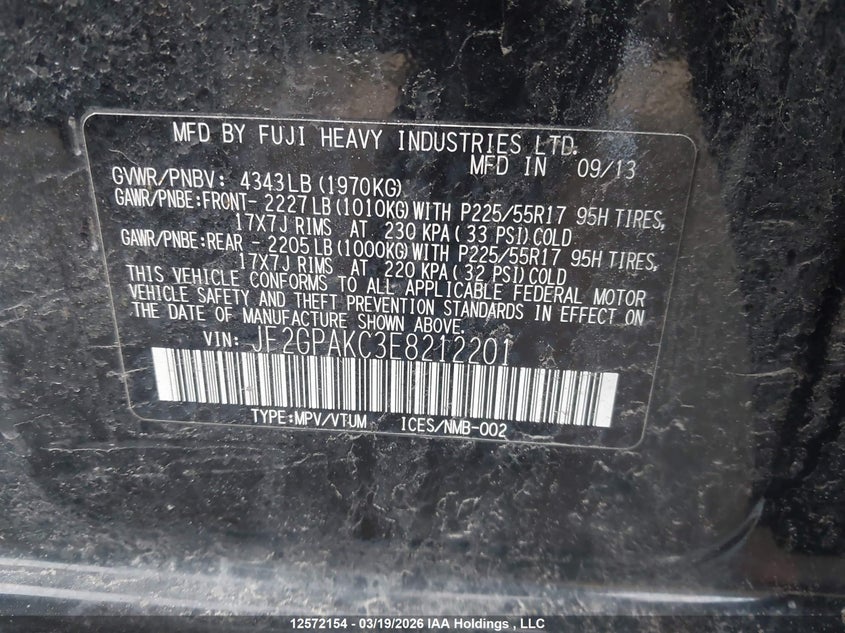 MFD BY FUJI HEAVY INDUSTRIES LTD.
MFD IN 09/13
GVWR/PNBV: 4343LB(1970KG)
GAWR/PNBE:FRONT- 2227LB(1010KG)WITH P225/55R17 95H TIRES,
17X7J RIMS AT 230 KPA(33 PSI)COLD
GAWR/PNBE:REAR - 2205LB(1000KG)WITH P225/55R17 95H TIRES,
17X7J RIMS AT 220 KPA(32 PSI)COLD
THIS VEHICLE CONFORMS TO ALL APPLICABLE FEDERAL MOTOR
VEHICLE SAFETY AND THEFT PREVENTION STANDARDS IN EFFECT ON
THE DATE OF MANUFACTURE SHOWN ABOVE.
VIN: JF2GPAKC3E8212201
TYPE:MPV/VTUM ICES/NMB-002
12572154 - 03/19/2026 IAA Holdings , LLC